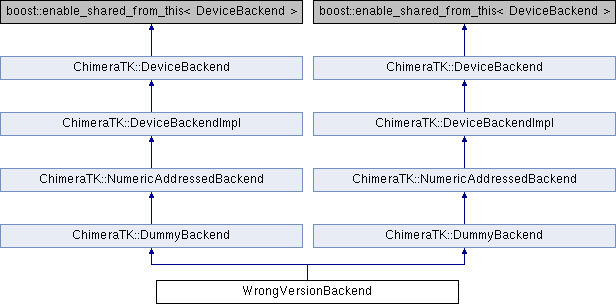 boost::enable_shared_from_this< DeviceBackend >
boost::enable_shared_from_this< DeviceBackend >
ChimeraTK::DeviceBackend
ChimeraTK::DeviceBackend
ChimeraTK::DeviceBackendImpl
ChimeraTK::DeviceBackendImpl
ChimeraTK::NumericAddressedBackend
ChimeraTK::NumericAddressedBackend
ChimeraTK::DummyBackend
ChimeraTK::DummyBackend
WrongVersionBackend